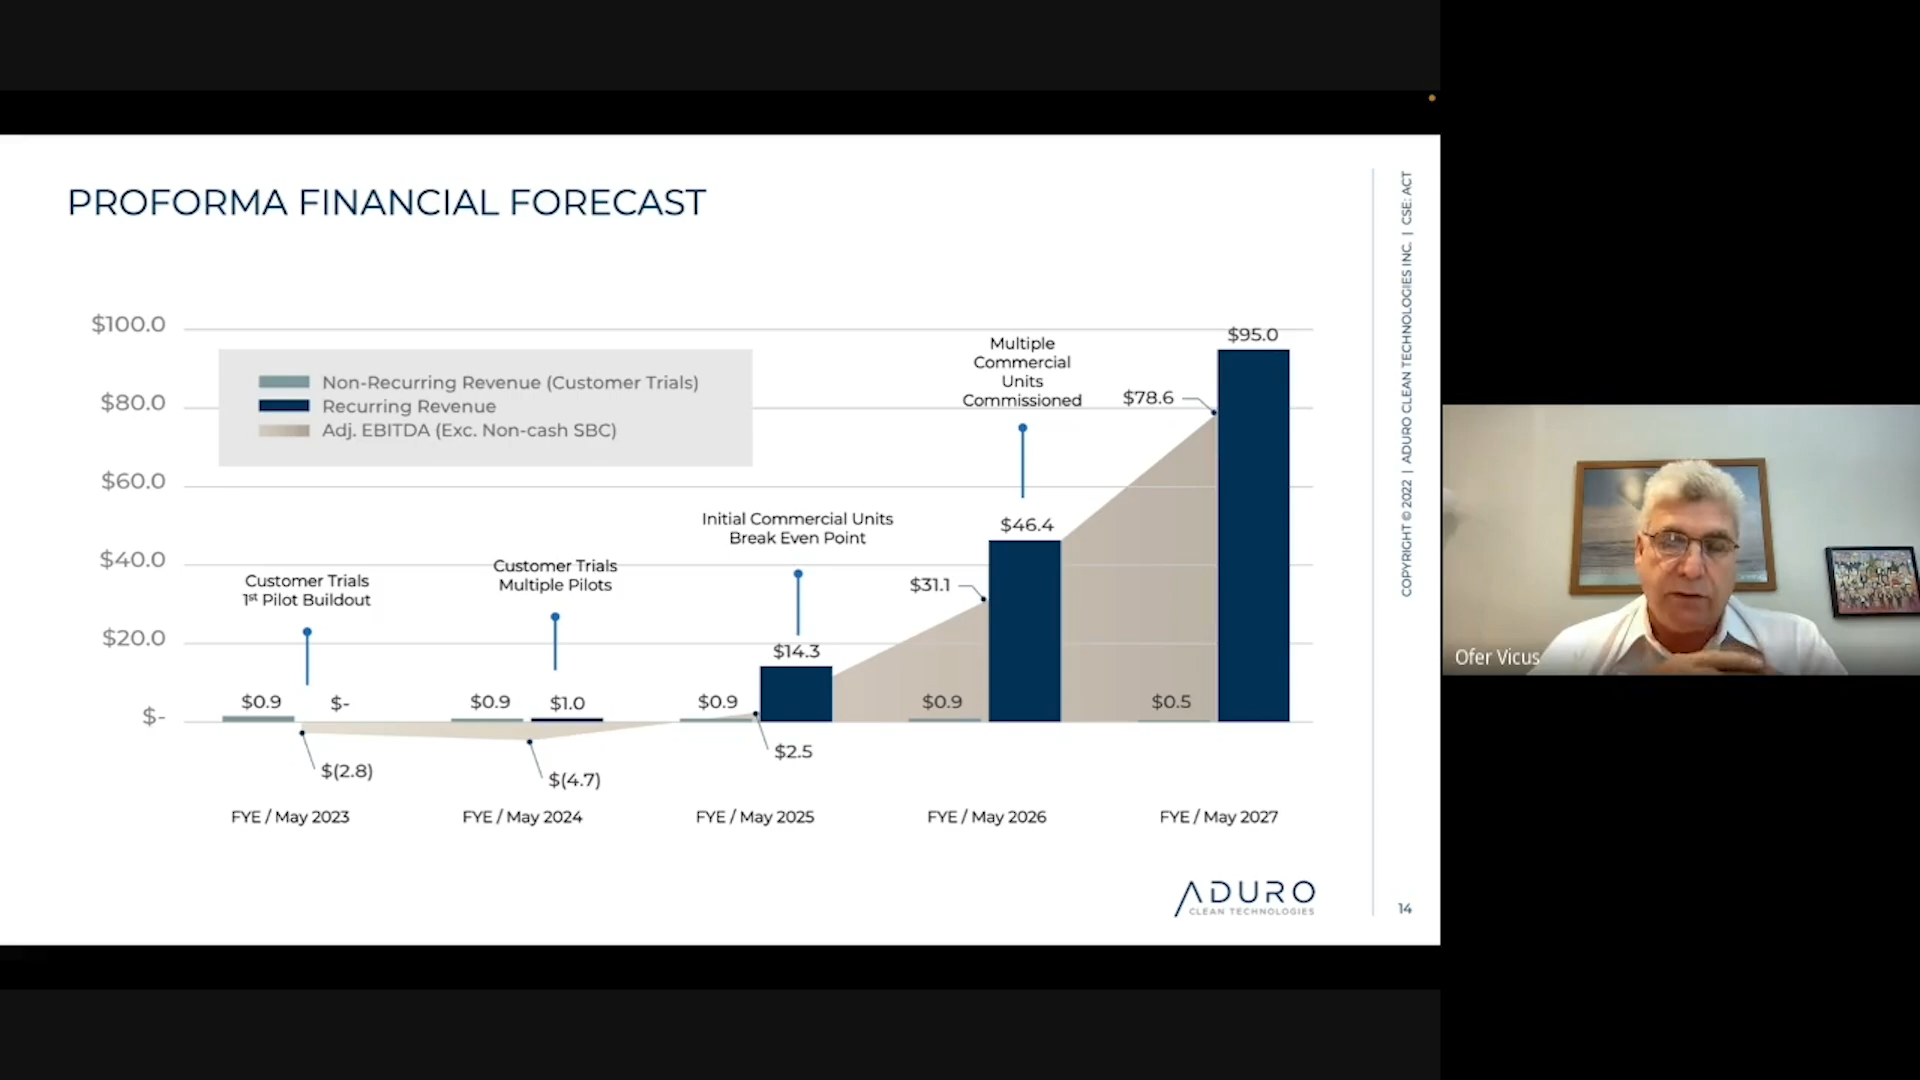 PROFORMA FINANCIAL FORECAST
$100.0
$80.0
$60.0
$40.0
$20.0
$-
Non-Recurring Revenue (Customer Trials)
Recurring Revenue
Adj. EBITDA (Exc. Non-cash SBC)
Customer Trials
1st Pilot Buildout
Customer Trials
Multiple Pilots
Initial Commercial Units
Break Even Point
Multiple
Commercial
Units
Commissioned
$0.9
$-
$(2.8)
$0.9
$1.0
$(4.7)
$0.9
$14.3
$2.5
$0.9
$46.4
$31.1
$0.5
$95.0
$78.6
FYE / May 2023
FYE / May 2024
FYE / May 2025
FYE / May 2026
FYE / May 2027
ADURO
CLEAN TECHNOLOGIES
COPYRIGHT © 2022 | ADURO CLEAN TECHNOLOGIES INC. | CSE: ACT
14
Ofer Vicus